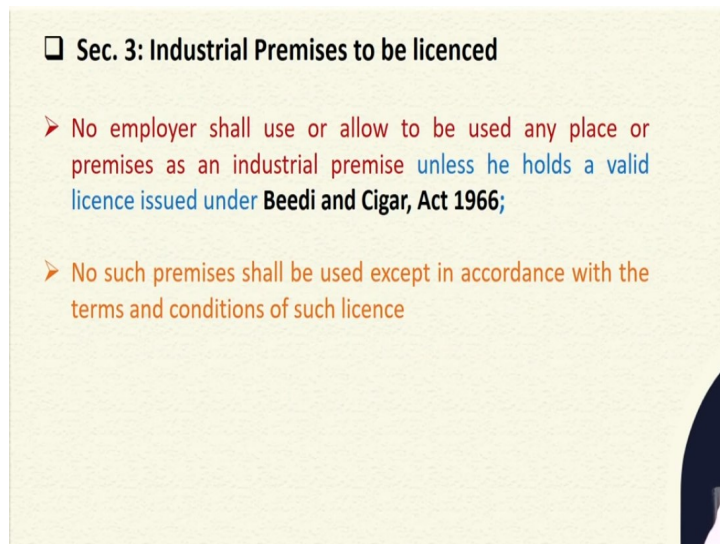 Sec. 3: Industrial Premises to be licenced
No employer shall use or allow to be used any place or
premises as an industrial premise unless he holds a valid
licence issued under Beedi and Cigar, Act 1966;
No such premises shall be used except in accordance with the
terms and conditions of such licence